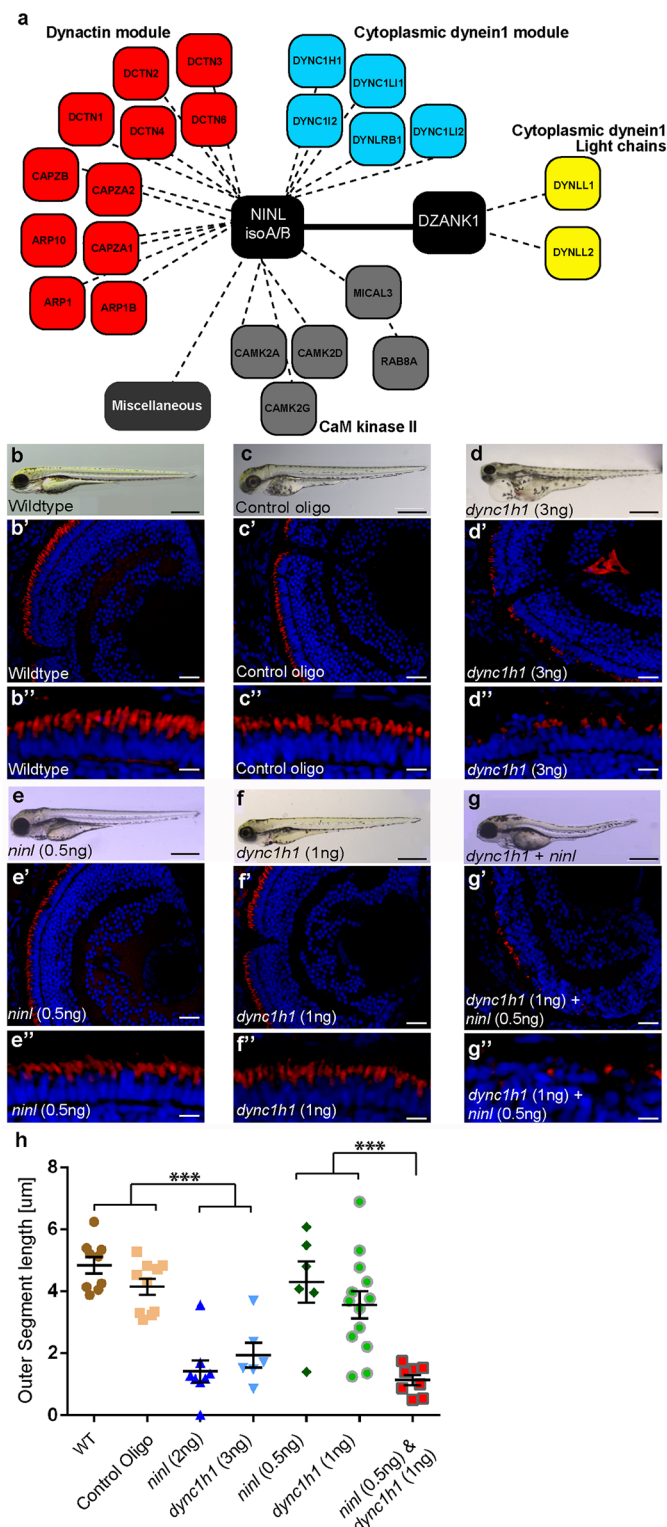 a
Dynactin module
Cytoplasmic dynein1 module
DCTN3
DCTN2
DYNC1H1
DYNC1LI1
DCTN1
DCTN4
DCTN6
DYNC1I2
DYNLRB1
DYNC1LI2
Cytoplasmic dynein1
Light chains
CAPZB
CAPZA2
DYNLL1
NINL
isoA/B
DZANK1
ARP10
CAPZA1
DYNLL2
ARP1
ARP1B
MICAL3
CAMK2A
CAMK2D
RAB8A
Miscellaneous
CAMK2G
CaM kinase II
b
Wildtype
c
Control oligo
d
dync1h1 (3ng)
b'
Wildtype
c'
Control oligo
d'
dync1h1 (3ng)
b''
Wildtype
c''
Control oligo
d''
dync1h1 (3ng)
e
ninl (0.5ng)
f
dync1h1 (1ng)
g
dync1h1 + ninl
e'
ninl (0.5ng)
f'
dync1h1 (1ng)
g'
dync1h1 (1ng) +
ninl (0.5ng)
e''
ninl (0.5ng)
f''
dync1h1 (1ng)
g''
dync1h1 (1ng) +
ninl (0.5ng)
h
Outer Segment length [um]
8
6
4
2
0
***
***
WT
Control Oligo
ninl (2ng)
dync1h1 (3ng)
ninl (0.5ng)
dync1h1 (1ng)
ninl (0.5ng) &
dync1h1 (1ng)